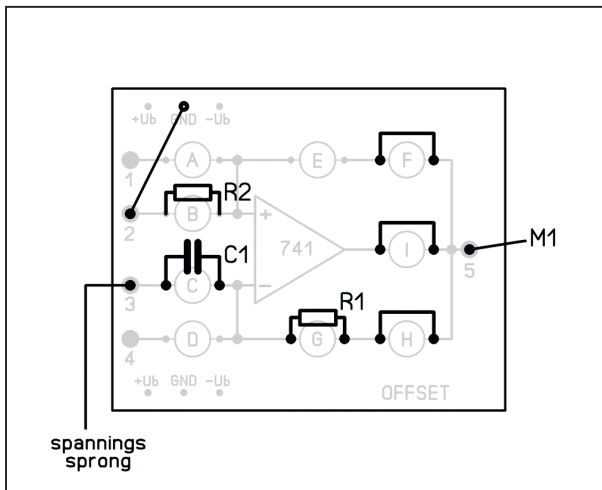 +Ub GND -Ub
A E F
1
R2
B
2 +
741 I M1
C1
C
3 - 5
R1
D G H
4
+Ub GND -Ub
OFFSET
spannings
sprong